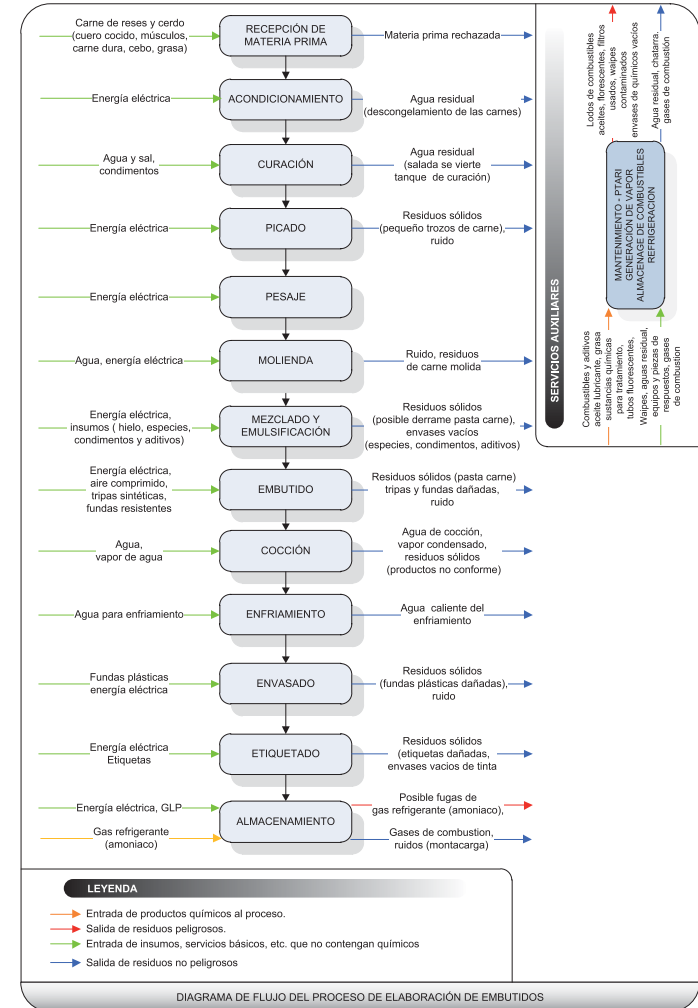 Carne de reses y cerdo
(cuero cocido, músculos,
carne dura, cebo, grasa)
RECEPCIÓN DE
MATERIA PRIMA
Materia prima rechazada
Energía eléctrica
ACONDICIONAMIENTO
Agua residual
(descongelamiento de las carnes)
Agua y sal,
condimentos
CURACIÓN
Agua residual
(salada se vierte
tanque de curación)
Energía eléctrica
PICADO
Residuos sólidos
(pequeño trozos de carne),
ruido
Energía eléctrica
PESAJE
Agua, energía eléctrica
MOLIENDA
Ruido, residuos
de carne molida
Energía eléctrica,
insumos ( hielo, especies,
condimentos y aditivos)
MEZCLADO Y
EMULSIFICACIÓN
Residuos sólidos
(posible derrame pasta carne),
envases vacíos
(especies, condimentos, aditivos)
Energía eléctrica,
aire comprimido,
tripas sintéticas,
fundas resistentes
EMBUTIDO
Residuos sólidos (pasta carne)
tripas y fundas dañadas,
ruido
Agua,
vapor de agua
COCCIÓN
Agua de cocción,
vapor condensado,
residuos sólidos
(productos no conforme)
Agua para enfriamiento
ENFRIAMIENTO
Agua caliente del
enfriamiento
Fundas plásticas
energía eléctrica
ENVASADO
Residuos sólidos
(fundas plásticas dañadas),
ruido
Energía eléctrica
Etiquetas
ETIQUETADO
Residuos sólidos
(etiquetas dañadas,
envases vacios de tinta
Energía eléctrica, GLP
Gas refrigerante
(amoniaco)
ALMACENAMIENTO
Posible fugas de
gas refrigerante (amoniaco),
Gases de combustion,
ruidos (montacarga)
SERVICIOS AUXILIARES
Lodos de combustibles
aceites, florescentes, filtros
usados, waipes
contaminados
envases de químicos vacíos
Agua residual, chatarra,
gases de combustión
MANTENIMIENTO - PTARI
GENERACIÓN DE VAPOR
ALMACENAGE DE COMBUSTIBLES
REFRIGERACION
Combustibles y aditivos
aceite lubricante, grasa
sustancias químicas
para tratamiento,
tubos fluorescentes,
Waipes, aguas residual,
equipos y piezas de
respuestos, gases
de combustion
LEYENDA
Entrada de productos químicos al proceso.
Salida de residuos peligrosos.
Entrada de insumos, servicios básicos, etc. que no contengan químicos
Salida de residuos no peligrosos
DIAGRAMA DE FLUJO DEL PROCESO DE ELABORACIÓN DE EMBUTIDOS